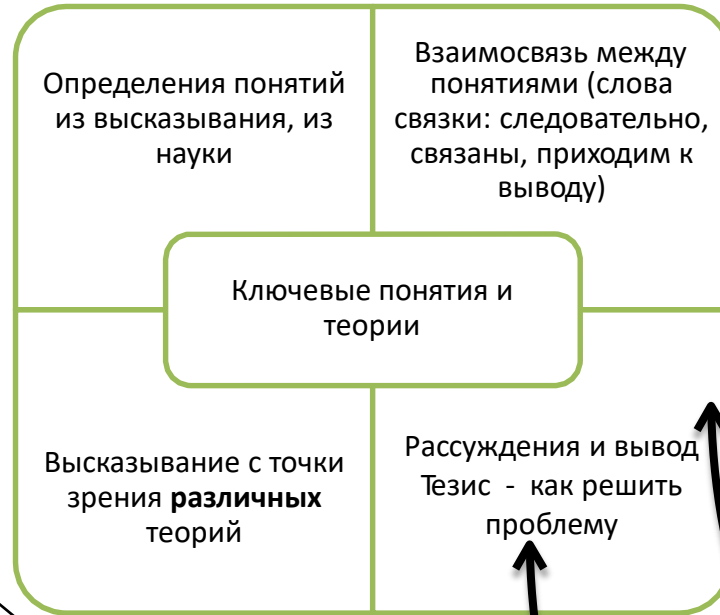 Определения понятий
из высказывания, из
науки
Взаимосвязь между
понятиями (слова
связки: следовательно,
связаны, приходим к
выводу)
Ключевые понятия и
теории
Высказывание с точки
зрения различных
теорий
Рассуждения и вывод
Тезис - как решить
проблему